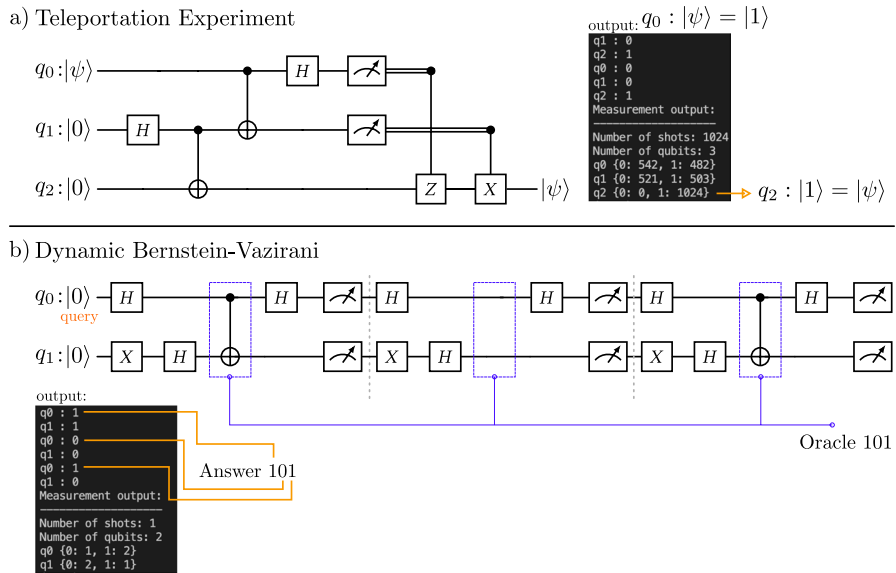 a) Teleportation Experiment
output: q₀ : |ψ⟩ = |1⟩
q1 : 0
q2 : 1
q0 : 0
q1 : 0
q2 : 1
Measurement output:
--------------------
Number of shots: 1024
Number of qubits: 3
q0 {0: 542, 1: 482}
q1 {0: 521, 1: 503}
q2 {0: 0, 1: 1024}
q₂ : |1⟩ = |ψ⟩
q₀:|ψ⟩ H
q₁:|0⟩ H
q₂:|0⟩ Z X |ψ⟩
b) Dynamic Bernstein-Vazirani
q₀:|0⟩ H H H H H H
query
q₁:|0⟩ X H X H X H
Oracle 101
output:
q0 : 1
q1 : 1
q0 : 0
q1 : 0
q0 : 1
q1 : 0
Measurement output:
--------------------
Number of shots: 1
Number of qubits: 2
q0 {0: 1, 1: 2}
q1 {0: 2, 1: 1}
Answer 101